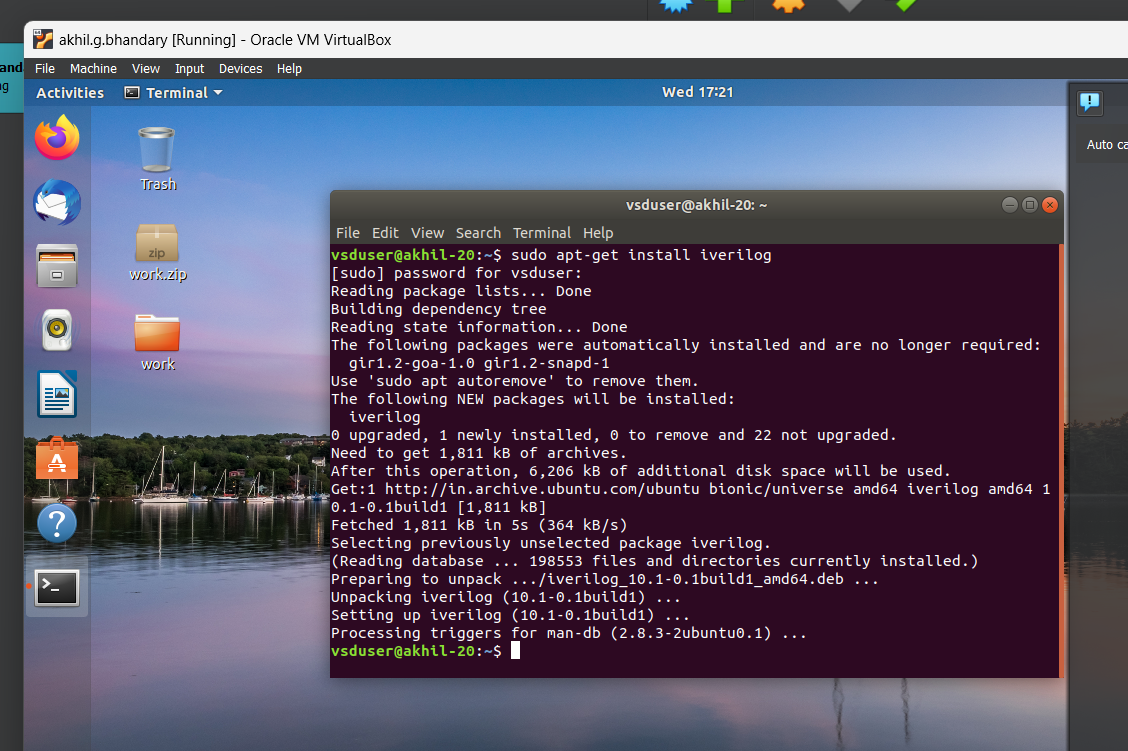 akhil.g.bhandary [Running] - Oracle VM VirtualBox
File Machine View Input Devices Help
Activities Terminal Wed 17:21
Trash
zip
work.zip
work
vsduser@akhil-20: ~
File Edit View Search Terminal Help
vsduser@akhil-20:~$ sudo apt-get install iverilog
[sudo] password for vsduser:
Reading package lists... Done
Building dependency tree
Reading state information... Done
The following packages were automatically installed and are no longer required:
gir1.2-goa-1.0 gir1.2-snapd-1
Use 'sudo apt autoremove' to remove them.
The following NEW packages will be installed:
iverilog
0 upgraded, 1 newly installed, 0 to remove and 22 not upgraded.
Need to get 1,811 kB of archives.
After this operation, 6,206 kB of additional disk space will be used.
Get:1 http://in.archive.ubuntu.com/ubuntu bionic/universe amd64 iverilog amd64 1
0.1-0.1build1 [1,811 kB]
Fetched 1,811 kB in 5s (364 kB/s)
Selecting previously unselected package iverilog.
(Reading database ... 198553 files and directories currently installed.)
Preparing to unpack .../iverilog_10.1-0.1build1_amd64.deb ...
Unpacking iverilog (10.1-0.1build1) ...
Setting up iverilog (10.1-0.1build1) ...
Processing triggers for man-db (2.8.3-2ubuntu0.1) ...
vsduser@akhil-20:~$
Auto ca